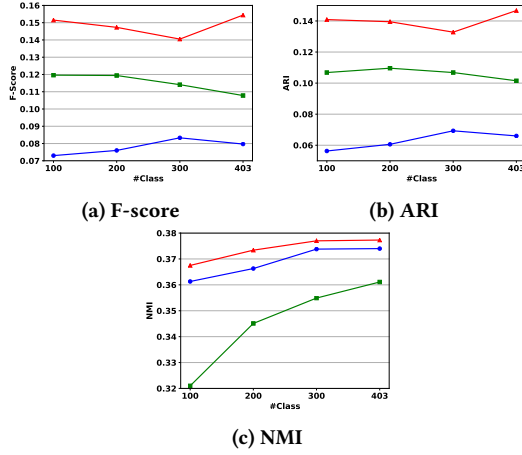 0.16
0.15
0.14
0.13
0.12
0.11
0.10
0.09
0.08
0.07
F-Score
100 200 300 403
#Class
(a) F-score
0.14
0.12
0.10
0.08
0.06
ARI
100 200 300 403
#Class
(b) ARI
0.38
0.37
0.36
0.35
0.34
0.33
0.32
NMI
100 200 300 403
#Class
(c) NMI